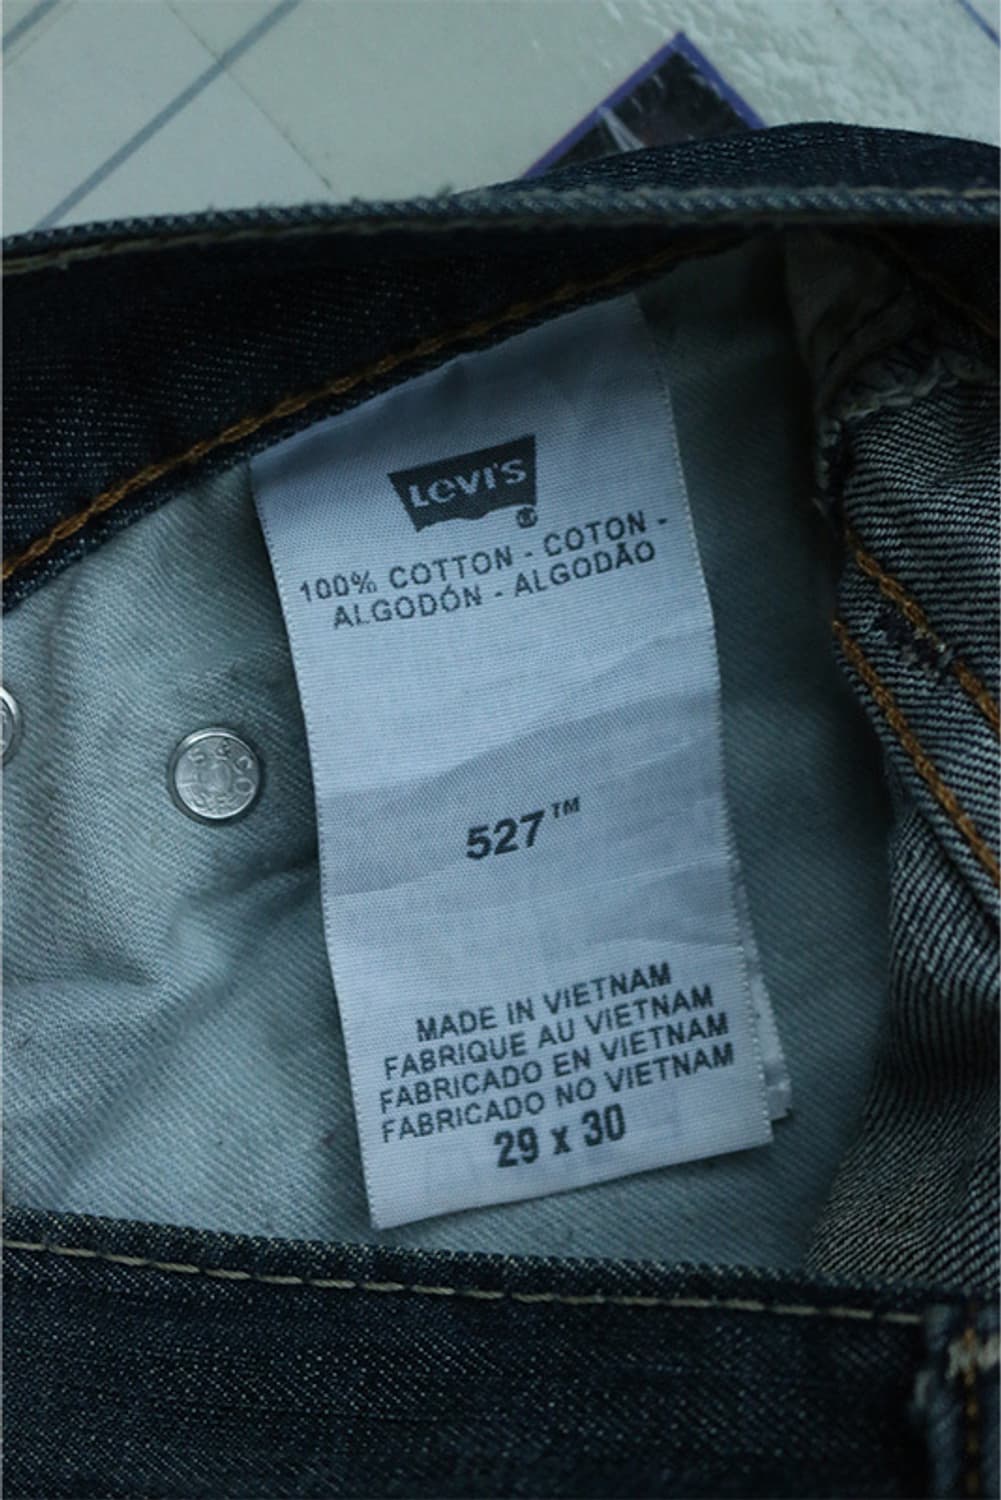 LEVI'S
®
100% COTTON - COTON -
ALGODÓN - ALGODÃO
527™
MADE IN VIETNAM
FABRIQUE AU VIETNAM
FABRICADO EN VIETNAM
FABRICADO NO VIETNAM
29 x 30